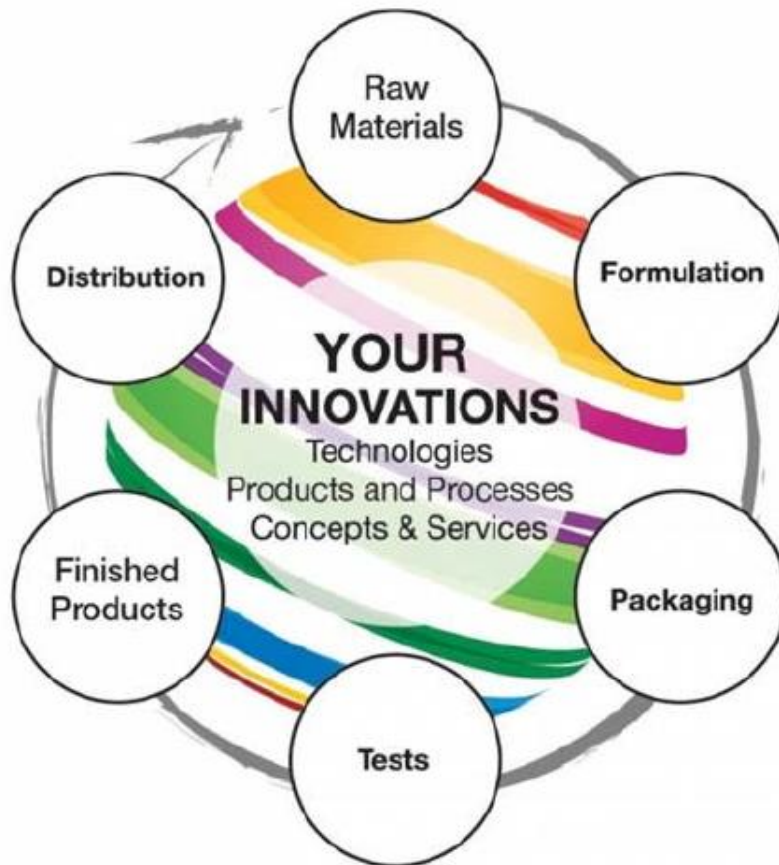 Raw
Materials
Formulation
Packaging
Tests
Finished
Products
Distribution
YOUR
INNOVATIONS
Technologies
Products and Processes
Concepts & Services